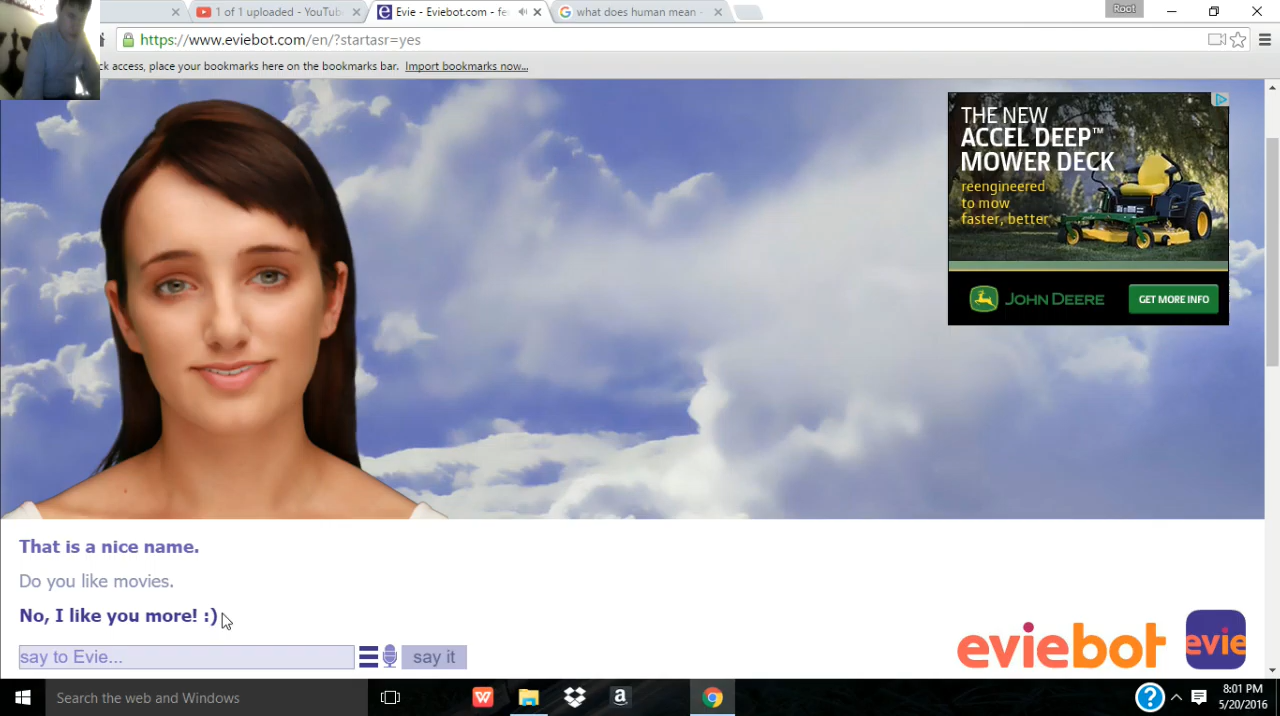 1 of 1 uploaded - YouTub
Evie - Eviebot.com - fe
what does human mean -
Root
https://www.eviebot.com/en/?startasr=yes
ck access, place your bookmarks here on the bookmarks bar. Import bookmarks now...
THE NEW
ACCEL DEEP™
MOWER DECK
reengineered
to mow
faster, better
JOHN DEERE
GET MORE INFO
That is a nice name.
Do you like movies.
No, I like you more! :)
say to Evie...
say it
eviebot
evie
Search the web and Windows
8:01 PM
5/20/2016